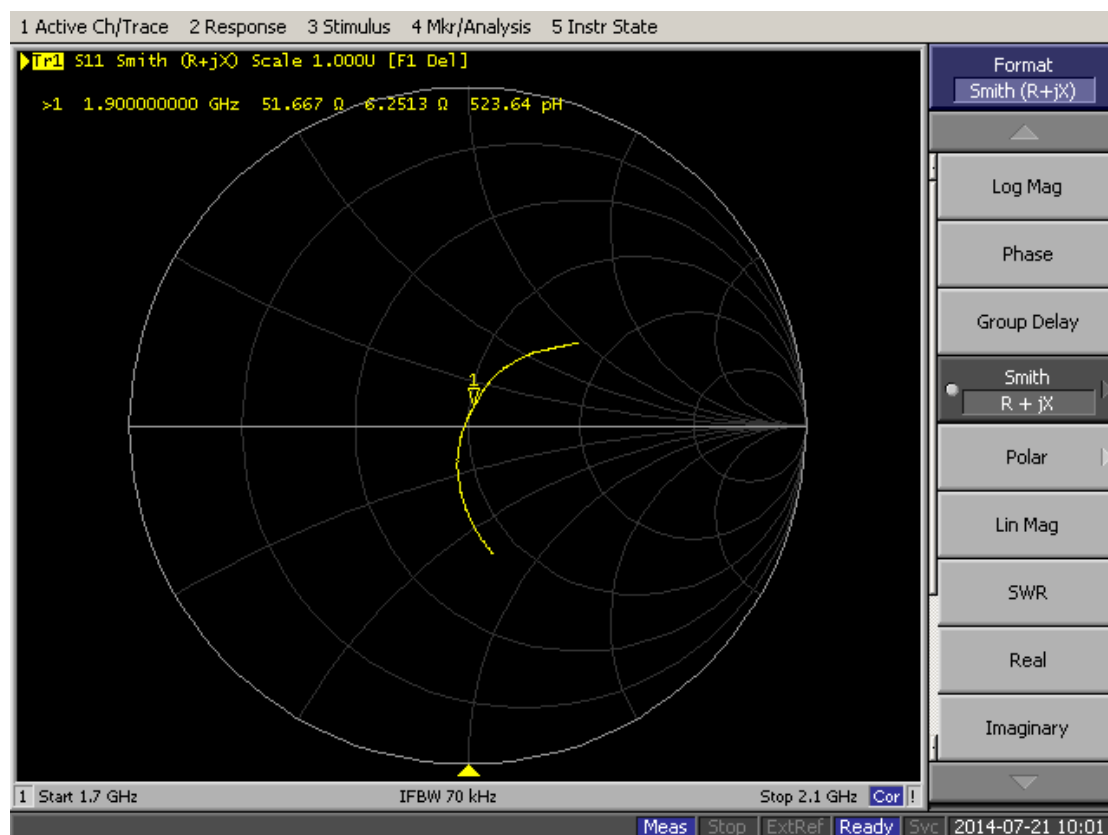 1 Active Ch/Trace 2 Response 3 Stimulus 4 Mkr/Analysis 5 Instr State
Tr1 S11 Smith (R+jX) Scale 1.000U [F1 Del]
>1 1.900000000 GHz 51.667 Ω 6.2513 Ω 523.64 pH
1
Format
Smith (R+jX)
Log Mag
Phase
Group Delay
Smith
R + jX
Polar
Lin Mag
SWR
Real
Imaginary
1 Start 1.7 GHz IFBW 70 kHz Stop 2.1 GHz Cor !
Meas Stop ExtRef Ready Svc 2014-07-21 10:01